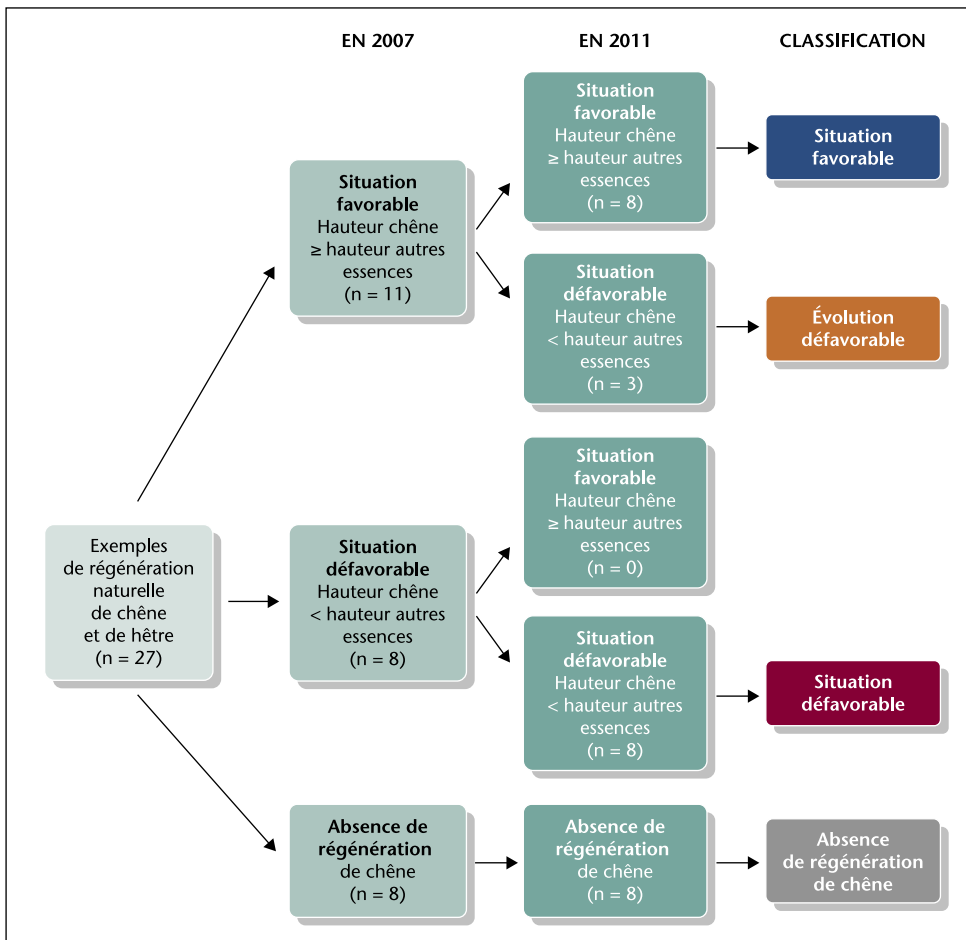 EN 2007
EN 2011
CLASSIFICATION
Situation
favorable
Hauteur chêne
≥ hauteur autres
essences
(n = 8)
Situation
favorable
Situation
favorable
Hauteur chêne
≥ hauteur autres
essences
(n = 11)
Situation
défavorable
Hauteur chêne
< hauteur autres
essences
(n = 3)
Évolution
défavorable
Situation
favorable
Hauteur chêne
≥ hauteur autres
essences
(n = 0)
Exemples
de régénération
naturelle
de chêne
et de hêtre
(n = 27)
Situation
défavorable
Hauteur chêne
< hauteur autres
essences
(n = 8)
Situation
défavorable
Hauteur chêne
< hauteur autres
essences
(n = 8)
Situation
défavorable
Absence de
régénération
de chêne
(n = 8)
Absence de
régénération
de chêne
(n = 8)
Absence
de régénération
de chêne